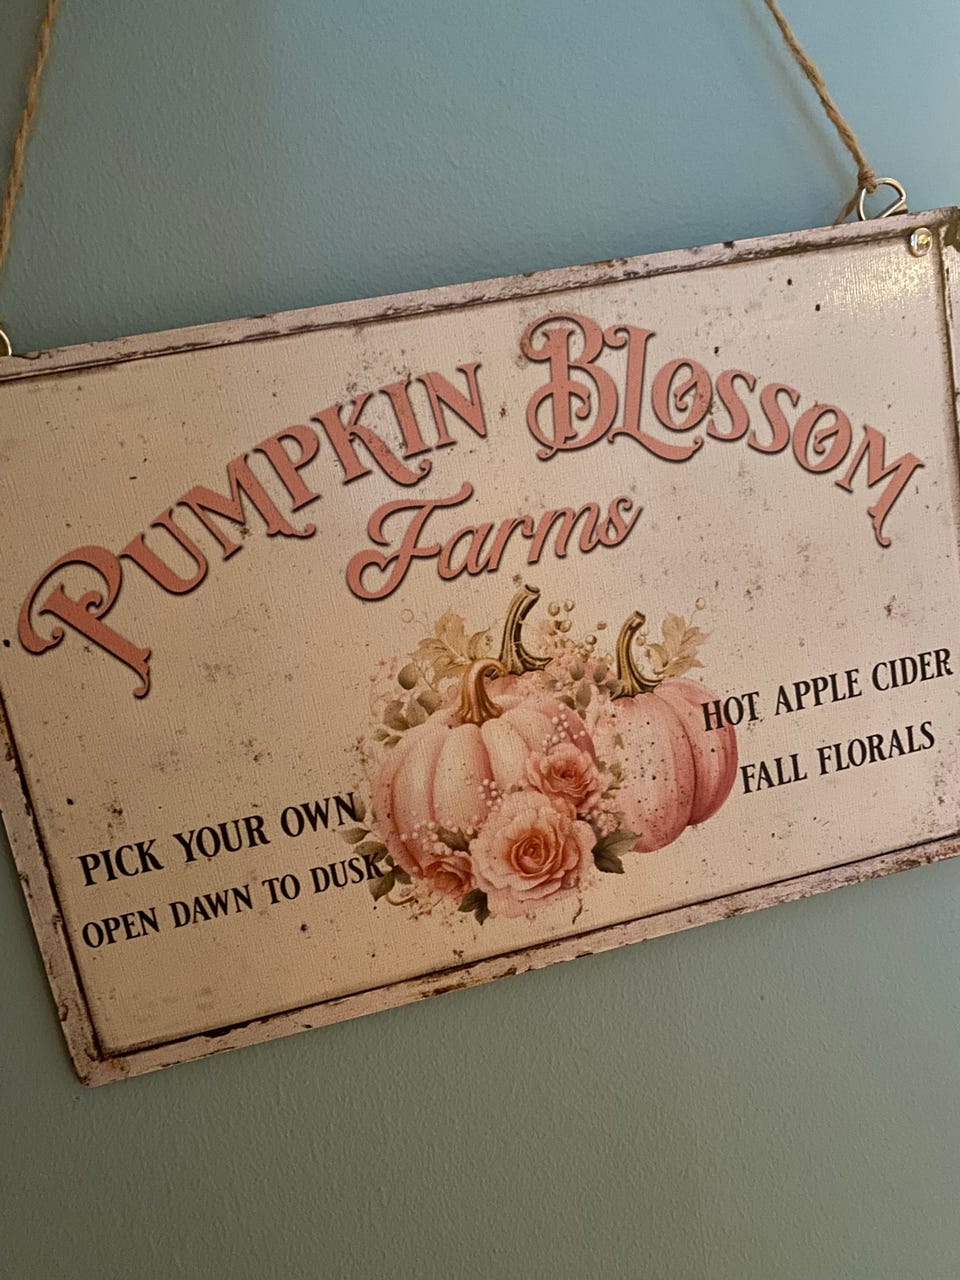 PUMPKIN BLOSSOM
Farms
PICK YOUR OWN
OPEN DAWN TO DUSK
HOT APPLE CIDER
FALL FLORALS